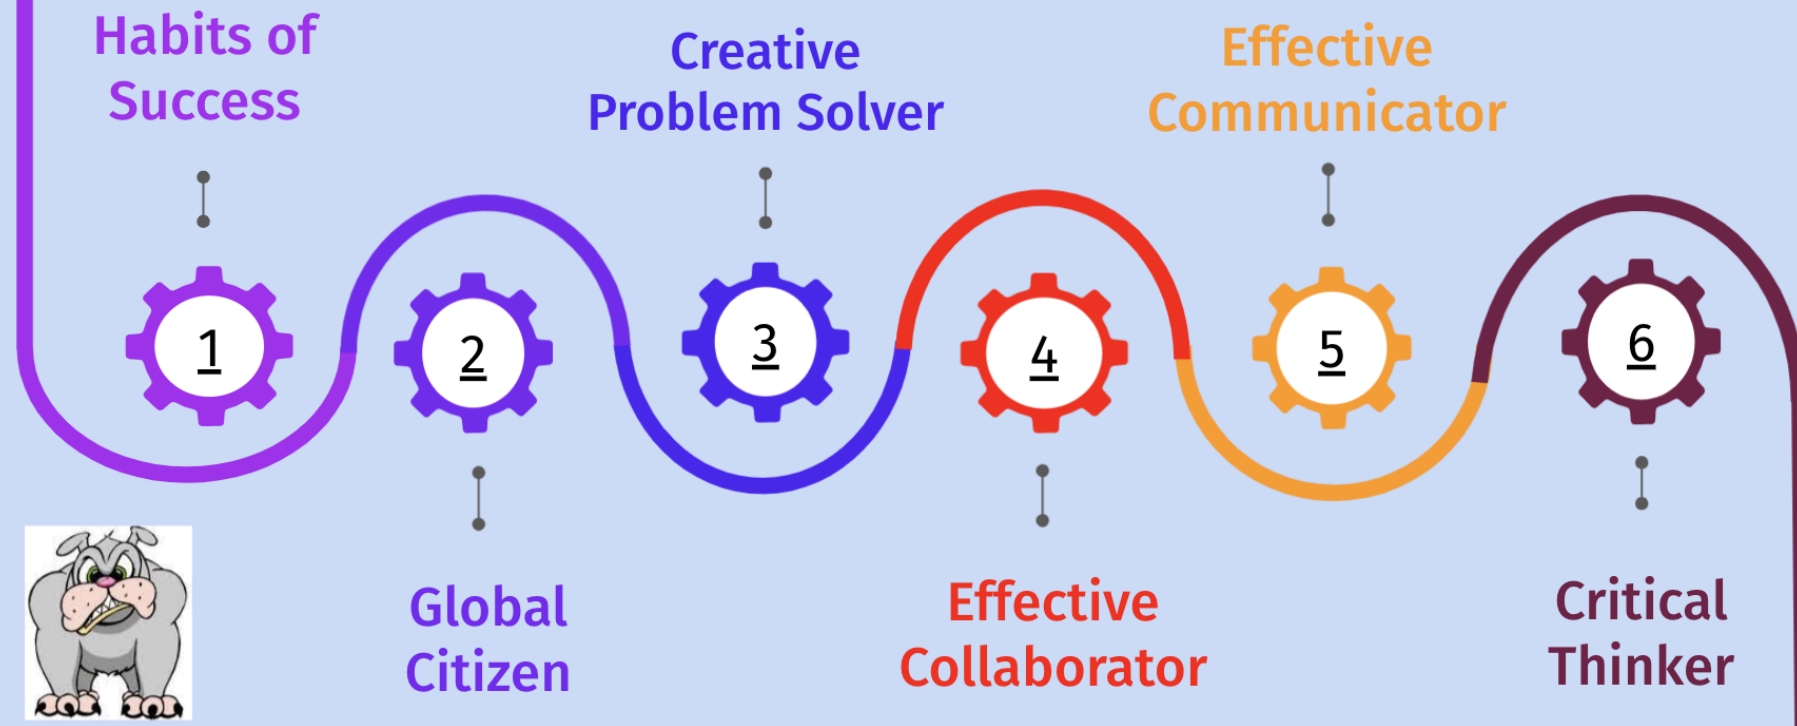 Habits of
Success
1
2
Global
Citizen
Creative
Problem Solver
3
4
Effective
Collaborator
Effective
Communicator
5
6
Critical
Thinker